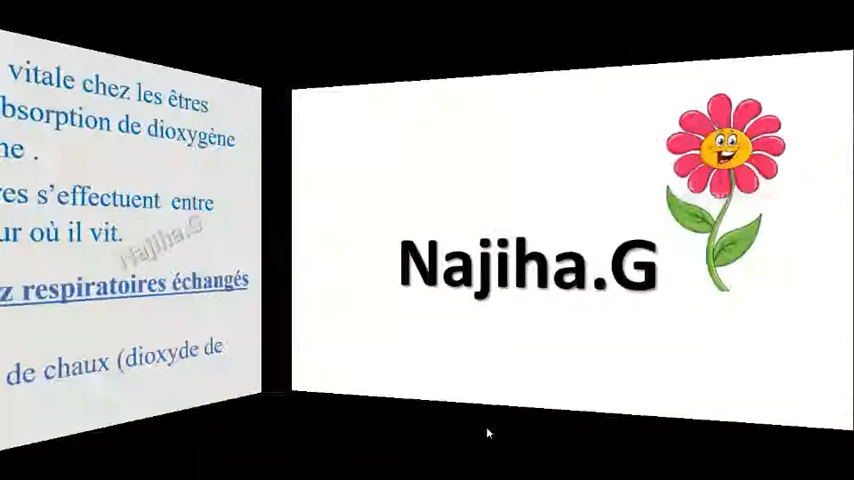 vitale chez les êtres
bsorption de dioxygène
ne .
res s’effectuent entre
ur où il vit.
Najiha.G
z respiratoires échangés
de chaux (dioxyde de
Najiha.G